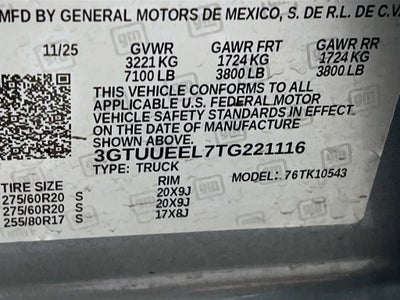 MFD BY GENERAL MOTORS DE MEXICO, S. DE R.L. DE C.V.
11/25 GVWR GAWR FRT GAWR RR
3221 KG 1724 KG 1724 KG
7100 LB 3800 LB 3800 LB
THIS VEHICLE CONFORMS TO ALL
APPLICABLE U.S. FEDERAL MOTOR
VEHICLE SAFETY STANDARDS IN EFFECT
ON THE DATE OF MANUFACTURE
SHOWN ABOVE.
3GTUUEEL7TG221116
TYPE: TRUCK MODEL: 76TK10543
TIRE SIZE RIM
275/60R20 S 20X9J
275/60R20 S 20X9J
255/80R17 S 17X8J